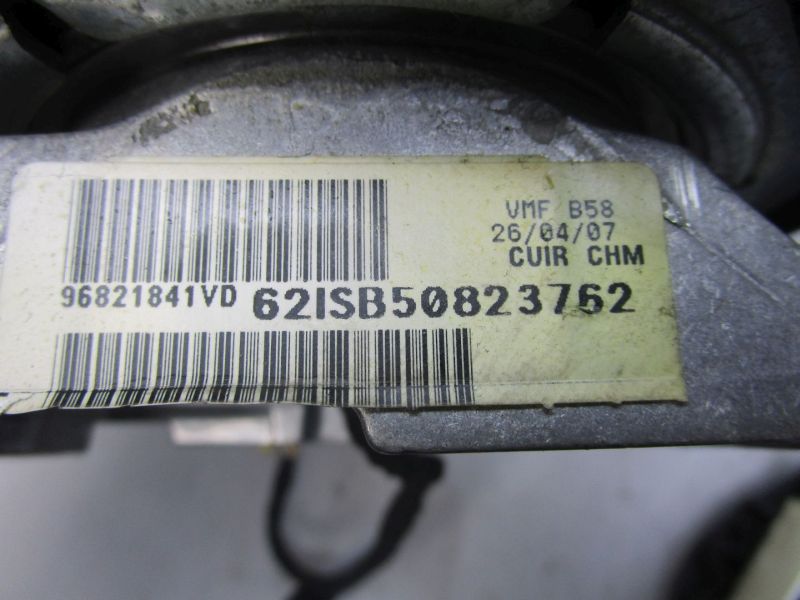 VMF B58
26/04/07
CUIR CHM
96821841VD 62ISB50823762